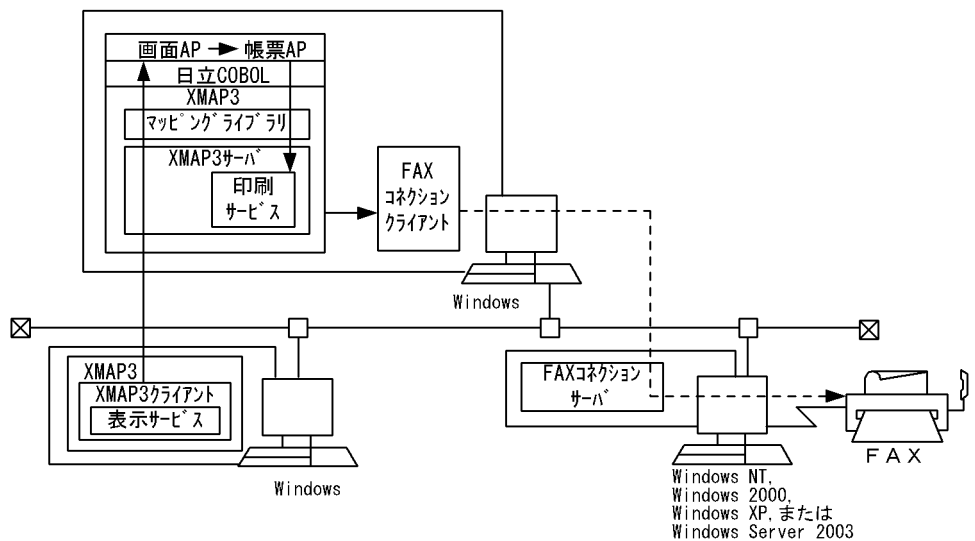 画面AP 帳票AP
日立COBOL
XMAP3
マッピングライブラリ
XMAP3サーバ
印刷
サービス
FAX
コネクション
クライアント
Windows
XMAP3
XMAP3クライアント
表示サービス
Windows
FAXコネクション
サーバ
FAX
Windows NT,
Windows 2000,
Windows XP,または
Windows Server 2003